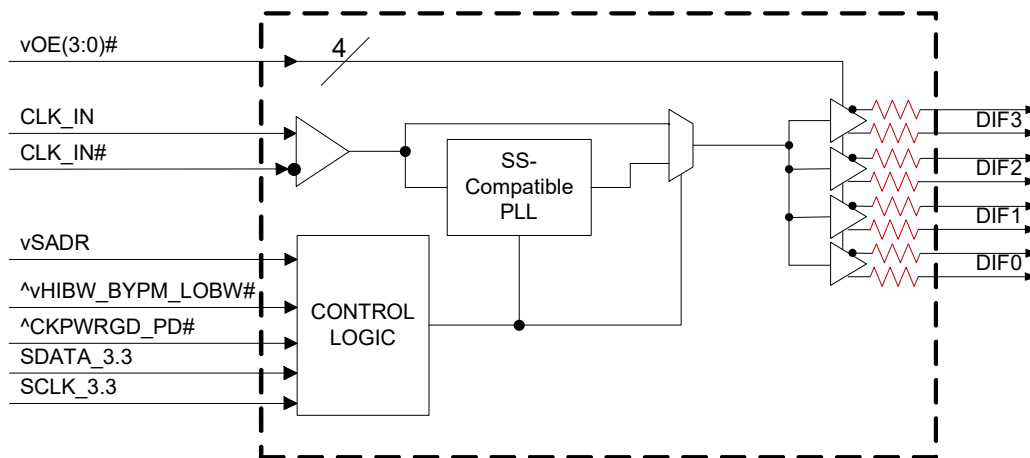 vOE(3:0)#
4
CLK_IN
CLK_IN#
SS-
Compatible
PLL
DIF3
DIF2
DIF1
DIF0
vSADR
^vHIBW_BYPM_LOBW#
^CKPWRGD_PD#
SDATA_3.3
SCLK_3.3
CONTROL
LOGIC